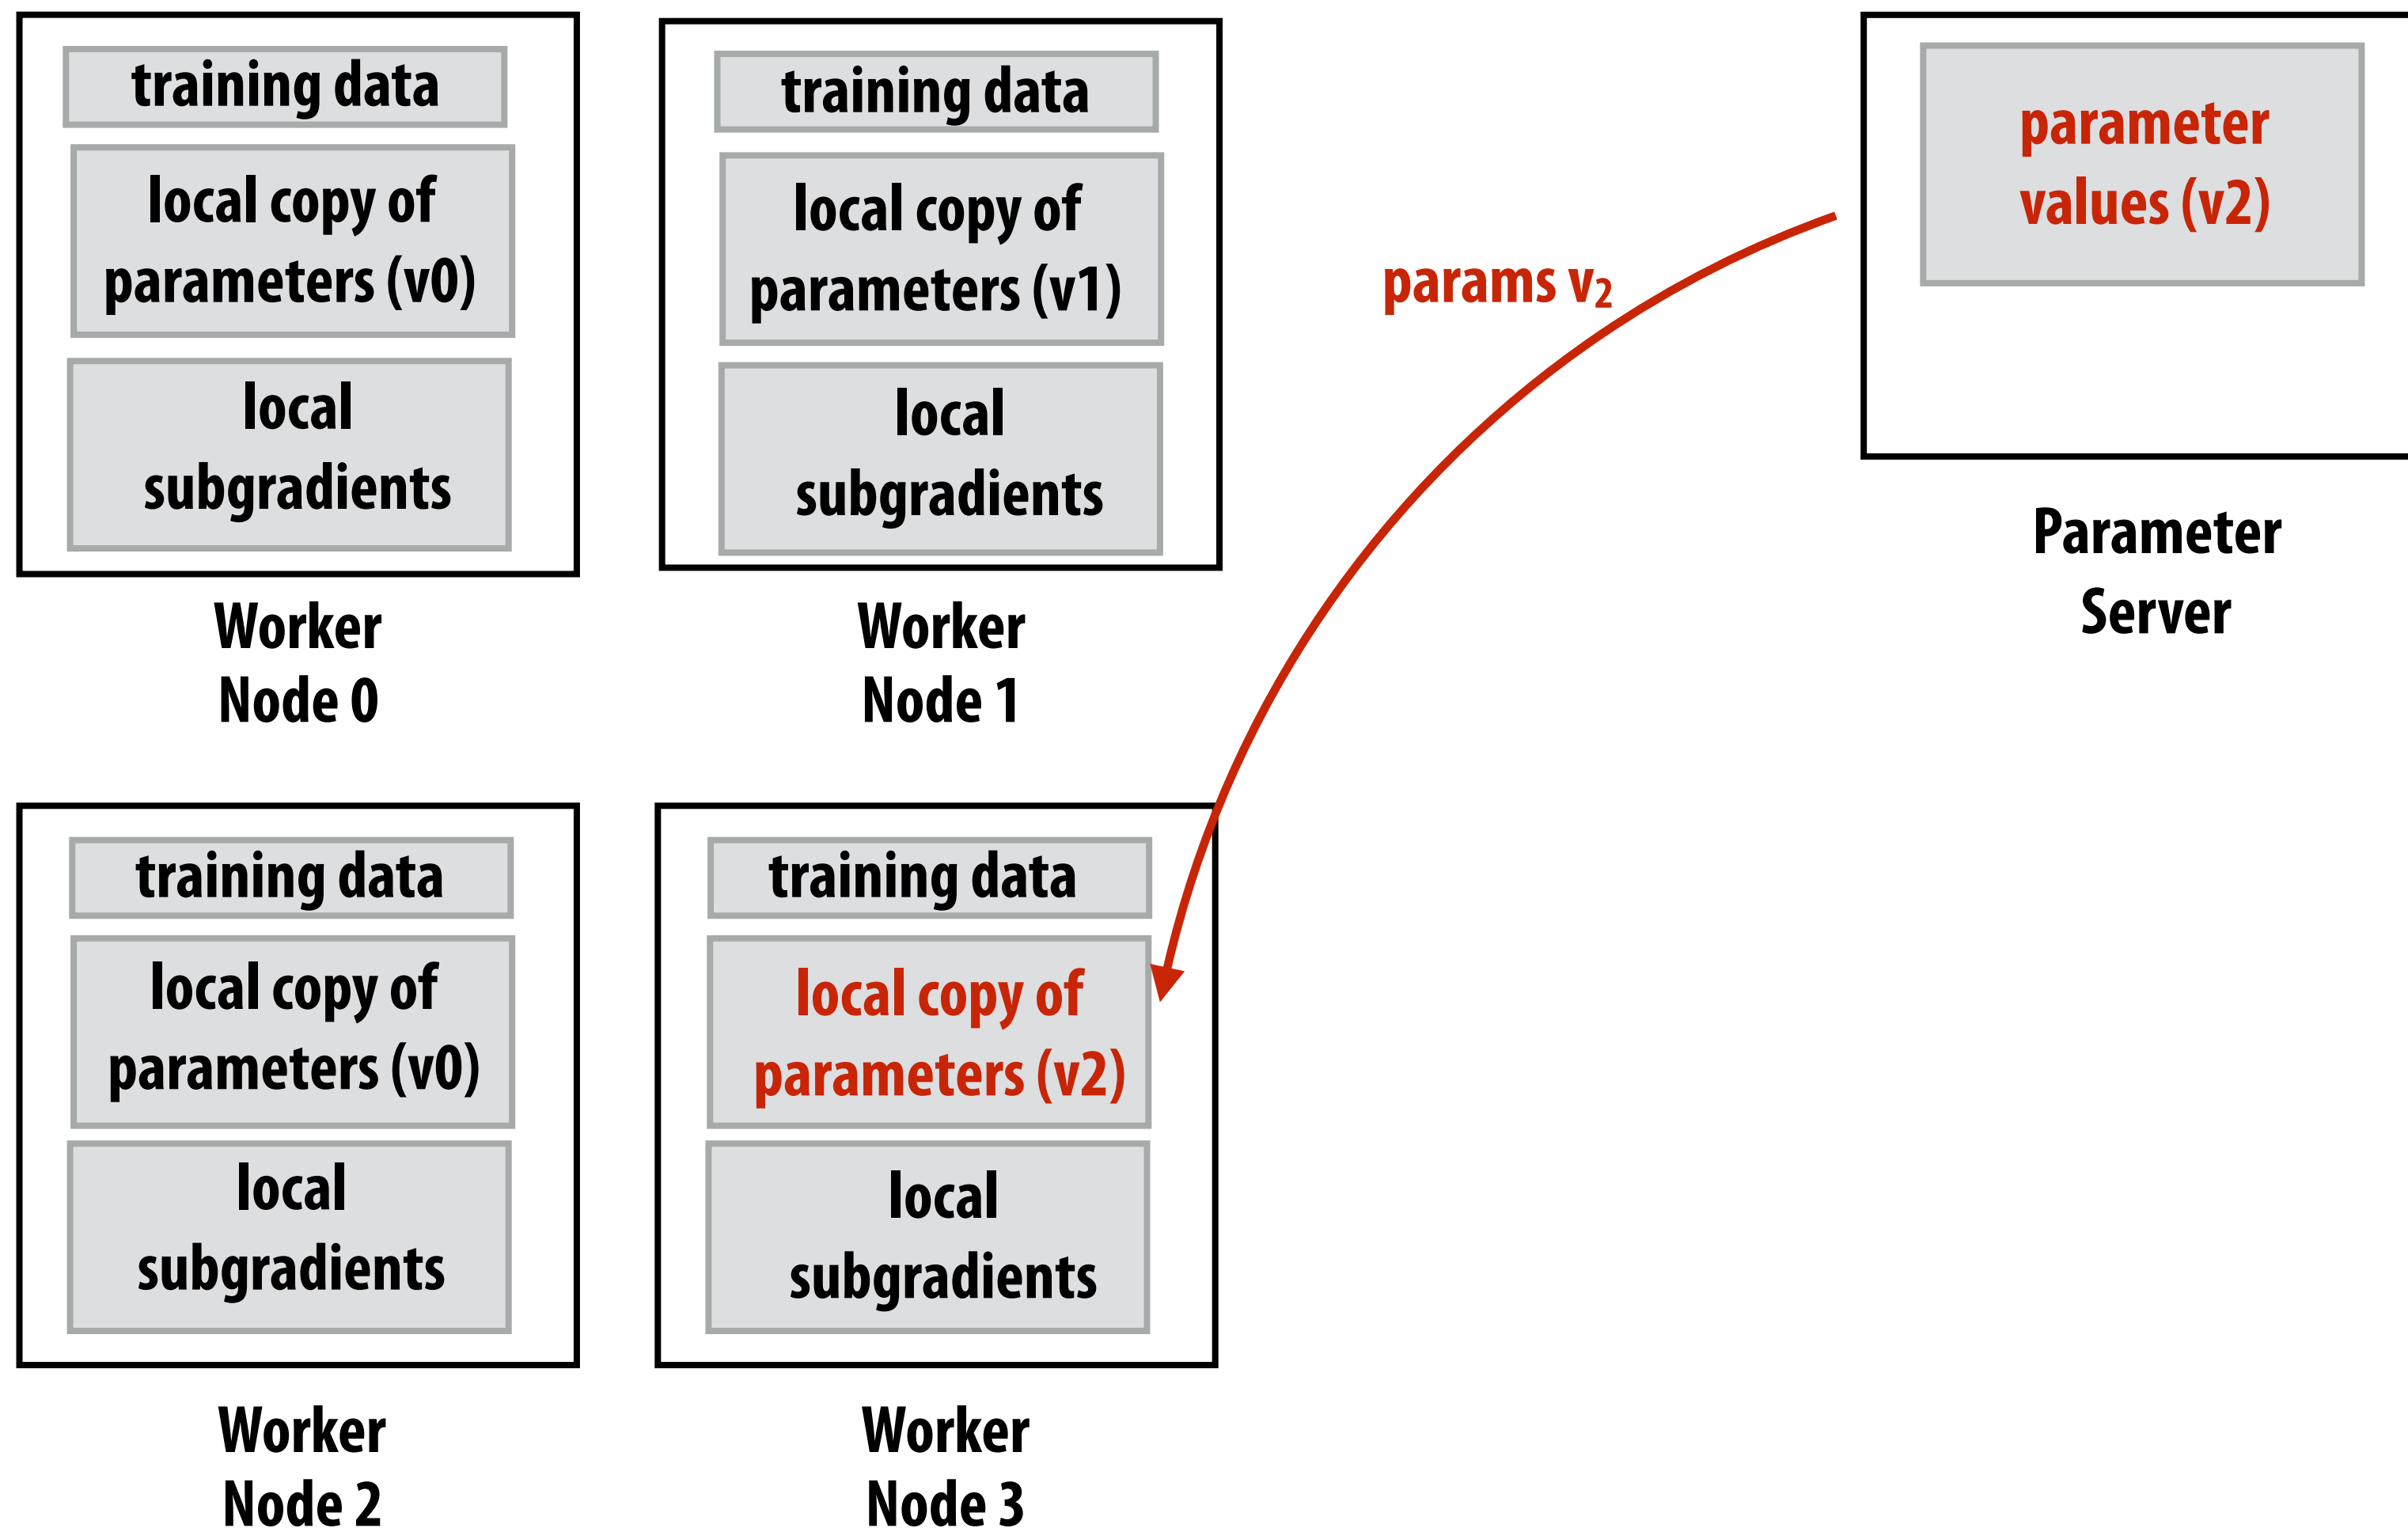 training data
local copy of
parameters (v0)
local
subgradients
Worker
Node 0
training data
local copy of
parameters (v1)
local
subgradients
Worker
Node 1
params v₂
parameter
values (v2)
Parameter
Server
training data
local copy of
parameters (v0)
local
subgradients
Worker
Node 2
training data
local copy of
parameters (v2)
local
subgradients
Worker
Node 3